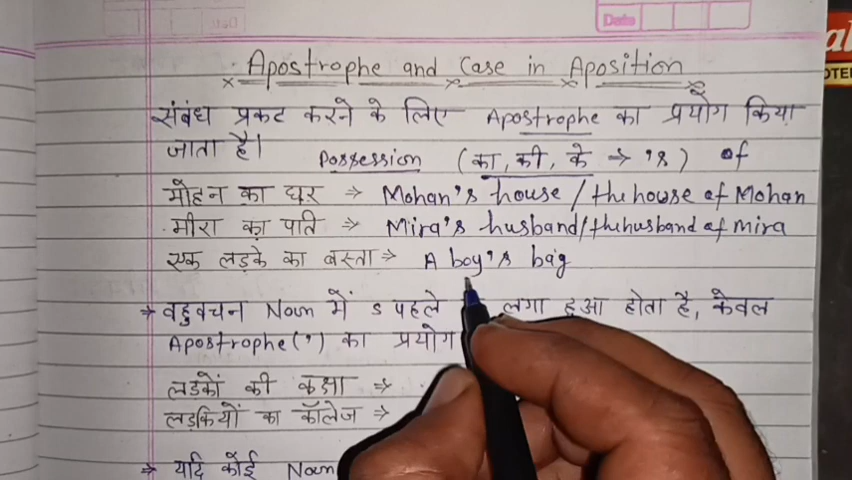 Date
Apostrophe and Case in Aposition
संबंध प्रकट करने के लिए Apostrophe का प्रयोग किया
जाता है। Possession (का, की, के → 's) of
मोहन का घर → Mohan's house / the house of Mohan
मीरा का पति → Mira's husband/the husband of mira
एक लड़के का बस्ता → A boy's bag
→ बहुवचन Noun में s पहले लगा हुआ होता है, केवल
Apostrophe (') का प्रयोग
लडकों की कक्षा →
लडकियों का कॉलेज →
→ यदि कोई Noun